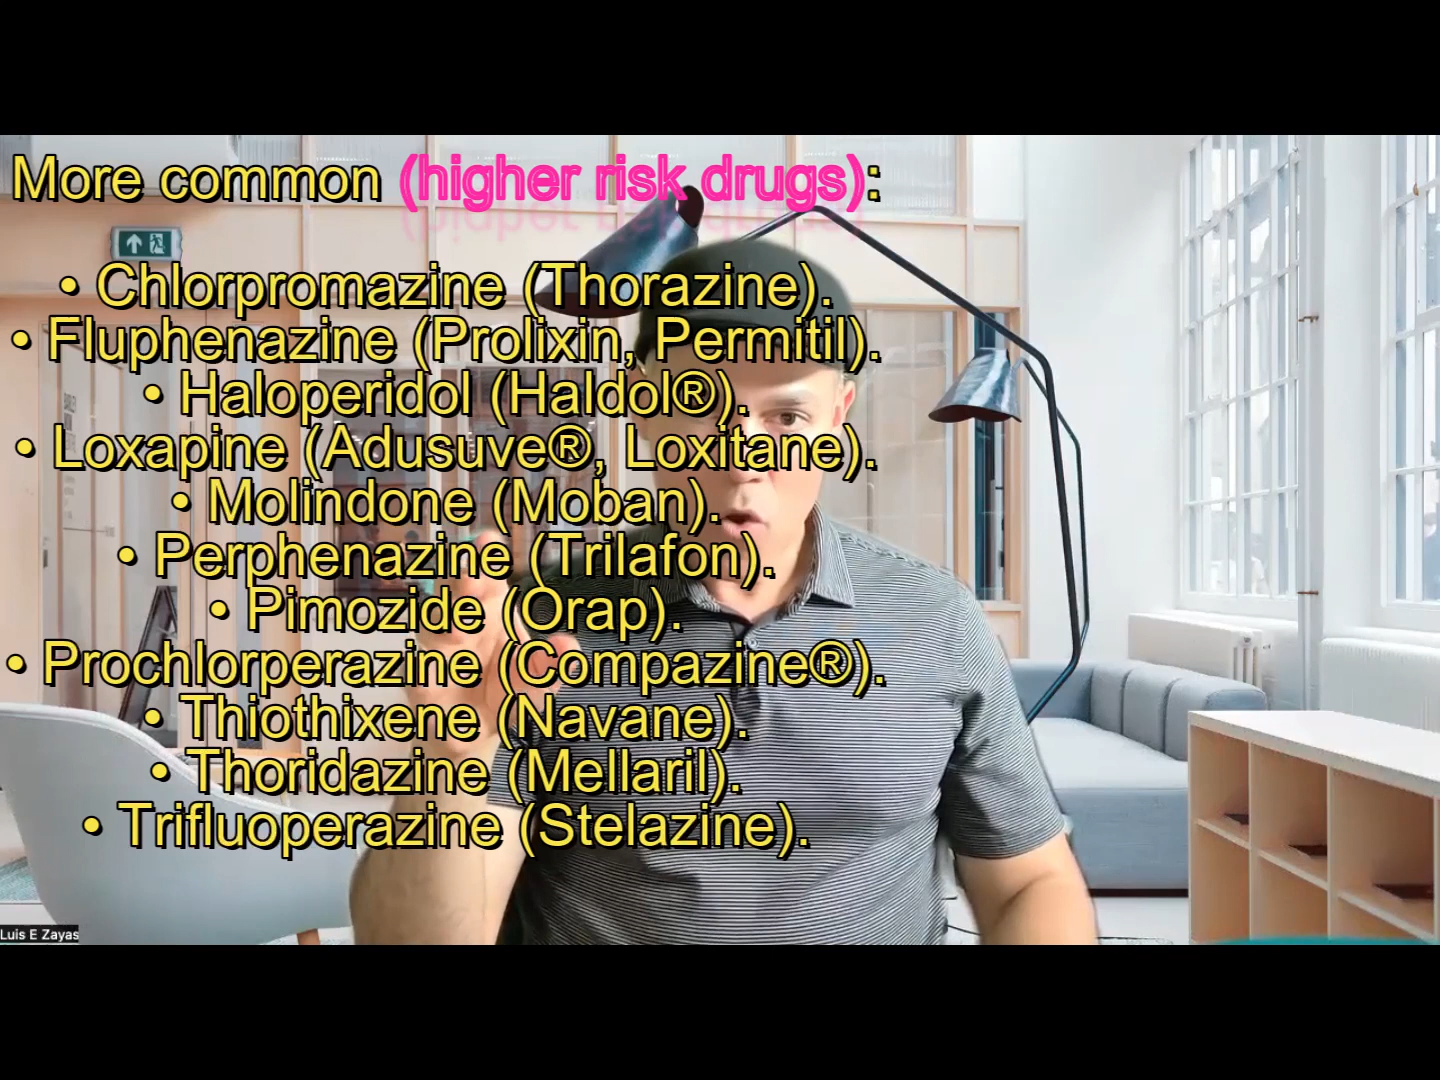 More common (higher risk drugs):
• Chlorpromazine (Thorazine).
• Fluphenazine (Prolixin, Permitil).
• Haloperidol (Haldol®).
• Loxapine (Adusuve®, Loxitane).
• Molindone (Moban).
• Perphenazine (Trilafon).
• Pimozide (Orap).
• Prochlorperazine (Compazine®).
• Thiothixene (Navane).
• Thoridazine (Mellaril).
• Trifluoperazine (Stelazine).
Luis E Zayas